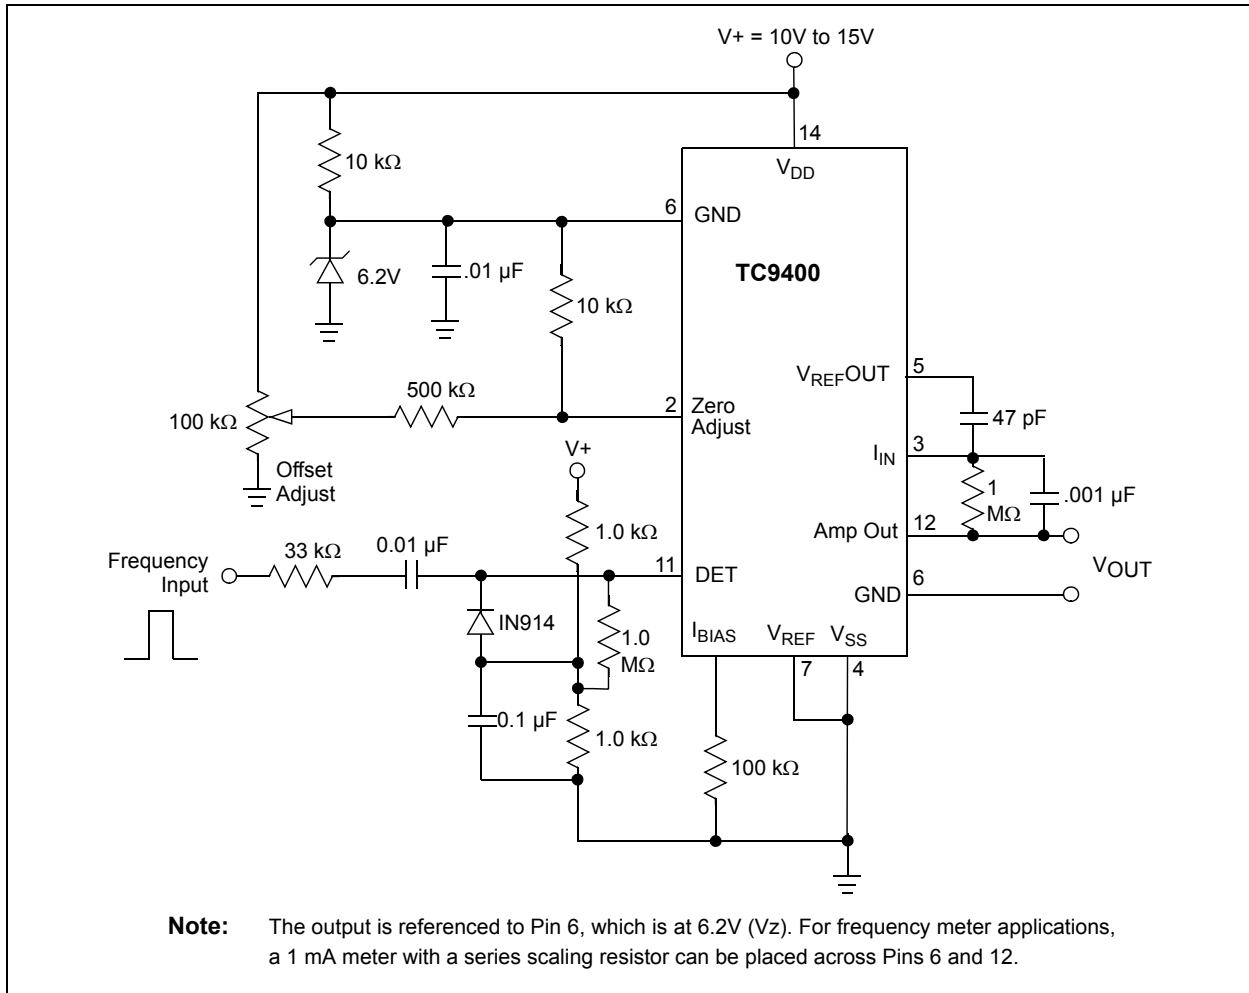 V+ = 10V to 15V
14
VDD
10 kΩ
6
GND
TC9400
6.2V
.01 µF
10 kΩ
VREFOUT
5
47 pF
500 kΩ
100 kΩ
2
Zero
Adjust
IIN
3
Offset
Adjust
V+
1
MΩ
.001 µF
1.0 kΩ
Amp Out
12
Frequency
Input
33 kΩ
0.01 µF
11
DET
VOUT
GND
6
IN914
1.0
MΩ
IBIAS
VREF
VSS
7
4
0.1 µF
1.0 kΩ
100 kΩ
Note: The output is referenced to Pin 6, which is at 6.2V (Vz). For frequency meter applications,
a 1 mA meter with a series scaling resistor can be placed across Pins 6 and 12.